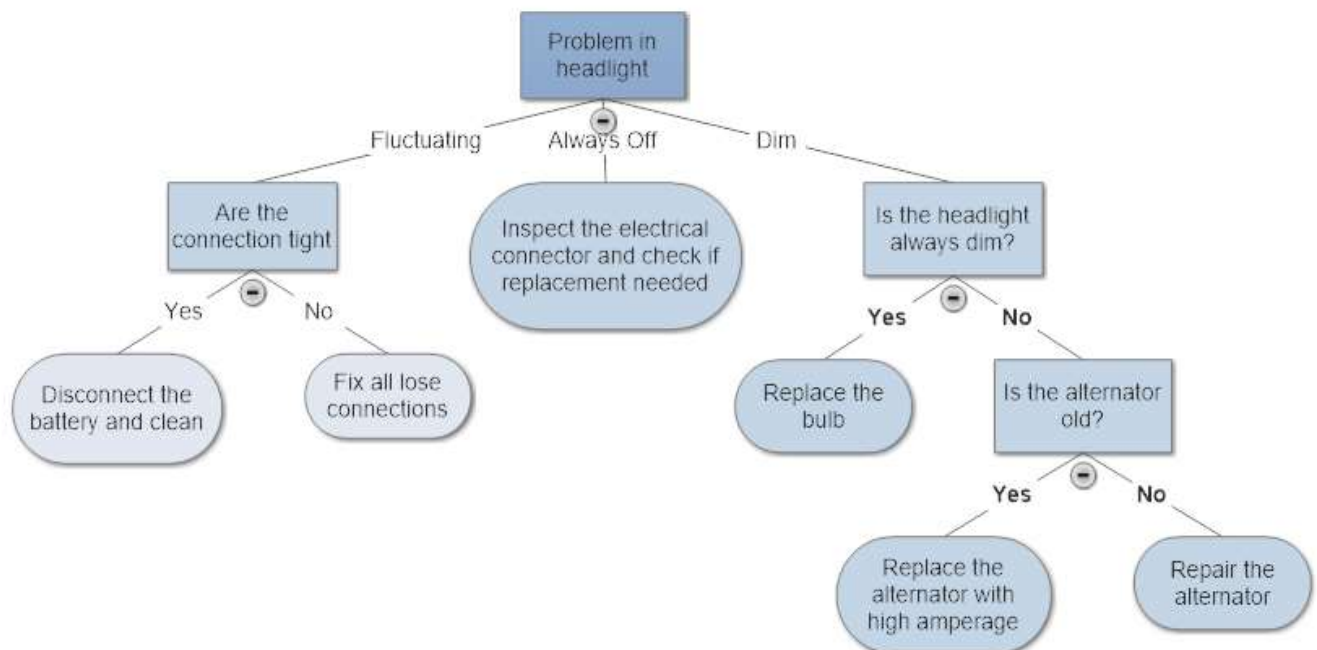 Problem in
headlight
Fluctuating
Always Off
Dim
Are the
connection tight
Inspect the electrical
connector and check if
replacement needed
Is the headlight
always dim?
Yes
No
Yes
No
Disconnect the
battery and clean
Fix all lose
connections
Replace the
bulb
Is the alternator
old?
Yes
No
Replace the
alternator with
high amperage
Repair the
alternator